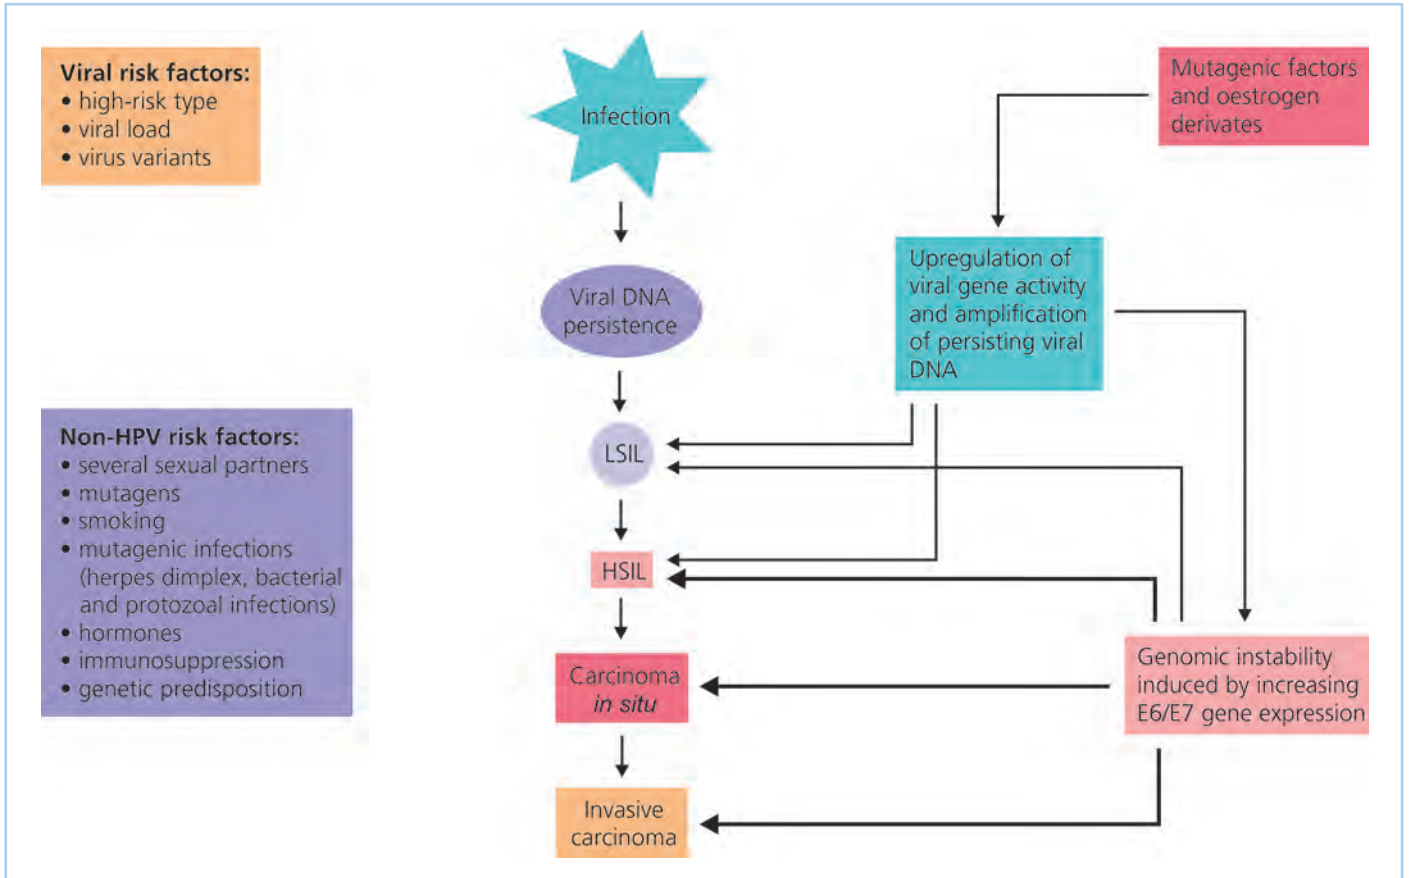 Viral risk factors:
• high-risk type
• viral load
• virus variants
Infection
Mutagenic factors
and oestrogen
derivates
Viral DNA
persistence
Upregulation of
viral gene activity
and amplification
of persisting viral
DNA
Non-HPV risk factors:
• several sexual partners
• mutagens
• smoking
• mutagenic infections
(herpes dimplex, bacterial
and protozoal infections)
• hormones
• immunosuppression
• genetic predisposition
LSIL
HSIL
Carcinoma
in situ
Genomic instability
induced by increasing
E6/E7 gene expression
Invasive
carcinoma